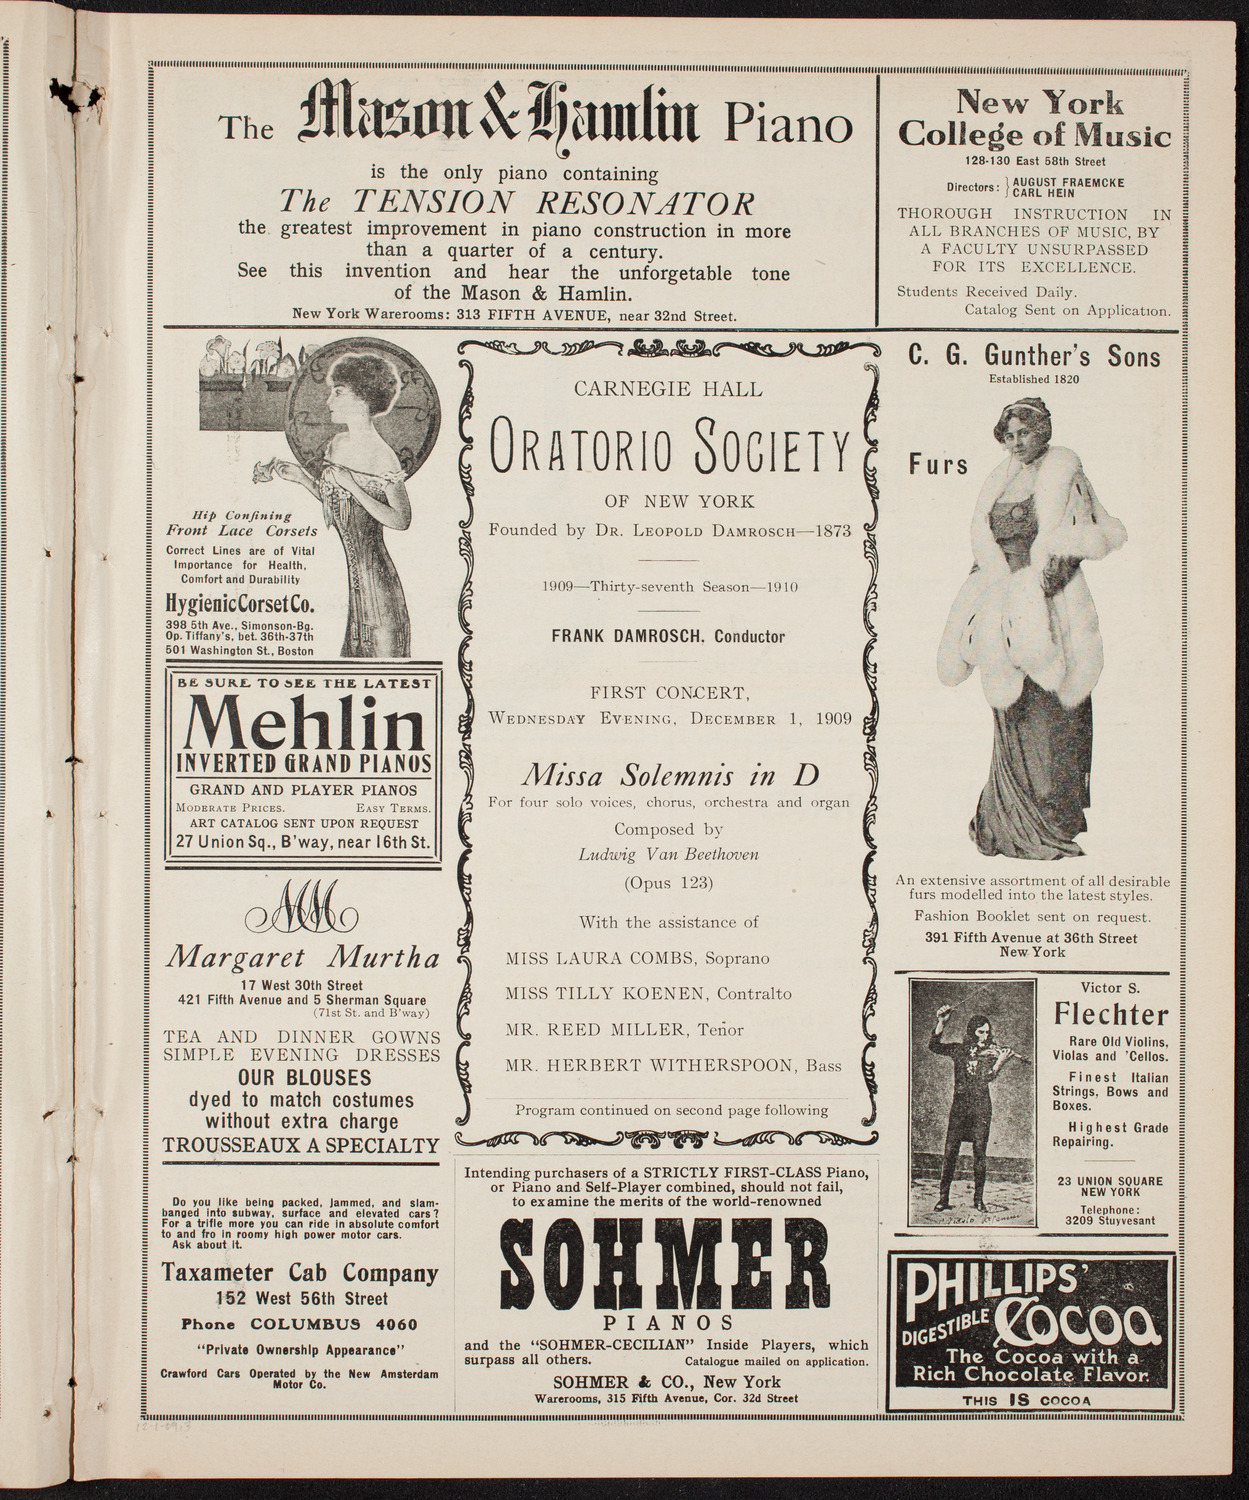 The Mason & Hamlin Piano
is the only piano containing
The TENSION RESONATOR
the greatest improvement in piano construction in more
than a quarter of a century.
See this invention and hear the unforgetable tone
of the Mason & Hamlin.
New York Warerooms: 313 FIFTH AVENUE, near 32nd Street.
New York
College of Music
128-130 East 58th Street
Directors: } AUGUST FRAEMCKE
CARL HEIN
THOROUGH INSTRUCTION IN
ALL BRANCHES OF MUSIC, BY
A FACULTY UNSURPASSED
FOR ITS EXCELLENCE.
Students Received Daily.
Catalog Sent on Application.
Hip Confining
Front Lace Corsets
Correct Lines are of Vital
Importance for Health,
Comfort and Durability
Hygienic Corset Co.
398 5th Ave., Simonson-Bg.
Op. Tiffany's, bet. 36th-37th
501 Washington St., Boston
BE SURE TO SEE THE LATEST
Mehlin
INVERTED GRAND PIANOS
GRAND AND PLAYER PIANOS
MODERATE PRICES. EASY TERMS.
ART CATALOG SENT UPON REQUEST
27 Union Sq., B'way, near 16th St.
MM
Margaret Murtha
17 West 30th Street
421 Fifth Avenue and 5 Sherman Square
(71st St. and B'way)
TEA AND DINNER GOWNS
SIMPLE EVENING DRESSES
OUR BLOUSES
dyed to match costumes
without extra charge
TROUSSEAUX A SPECIALTY
Do you like being packed, jammed, and slam-
banged into subway, surface and elevated cars?
For a trifle more you can ride in absolute comfort
to and fro in roomy high power motor cars.
Ask about it.
Taxameter Cab Company
152 West 56th Street
Phone COLUMBUS 4060
"Private Ownership Appearance"
Crawford Cars Operated by the New Amsterdam
Motor Co.
CARNEGIE HALL
ORATORIO SOCIETY
OF NEW YORK
Founded by DR. LEOPOLD DAMROSCH—1873
1909—Thirty-seventh Season—1910
FRANK DAMROSCH, Conductor
FIRST CONCERT,
WEDNESDAY EVENING, DECEMBER 1, 1909
Missa Solemnis in D
For four solo voices, chorus, orchestra and organ
Composed by
Ludwig Van Beethoven
(Opus 123)
With the assistance of
MISS LAURA COMBS, Soprano
MISS TILLY KOENEN, Contralto
MR. REED MILLER, Tenor
MR. HERBERT WITHERSPOON, Bass
Program continued on second page following
Intending purchasers of a STRICTLY FIRST-CLASS Piano,
or Piano and Self-Player combined, should not fail,
to examine the merits of the world-renowned
SOHMER
PIANOS
and the "SOHMER-CECILIAN" Inside Players, which
surpass all others. Catalogue mailed on application.
SOHMER & CO., New York
Warerooms, 315 Fifth Avenue, Cor. 32d Street
C. G. Gunther's Sons
Established 1820
Furs
An extensive assortment of all desirable
furs modelled into the latest styles.
Fashion Booklet sent on request.
391 Fifth Avenue at 36th Street
New York
Victor S.
Flechter
Rare Old Violins,
Violas and 'Cellos.
Finest Italian
Strings, Bows and
Boxes.
Highest Grade
Repairing.
23 UNION SQUARE
NEW YORK
Telephone:
3209 Stuyvesant
PHILLIPS'
DIGESTIBLE COCOA
The Cocoa with a
Rich Chocolate Flavor.
THIS IS COCOA